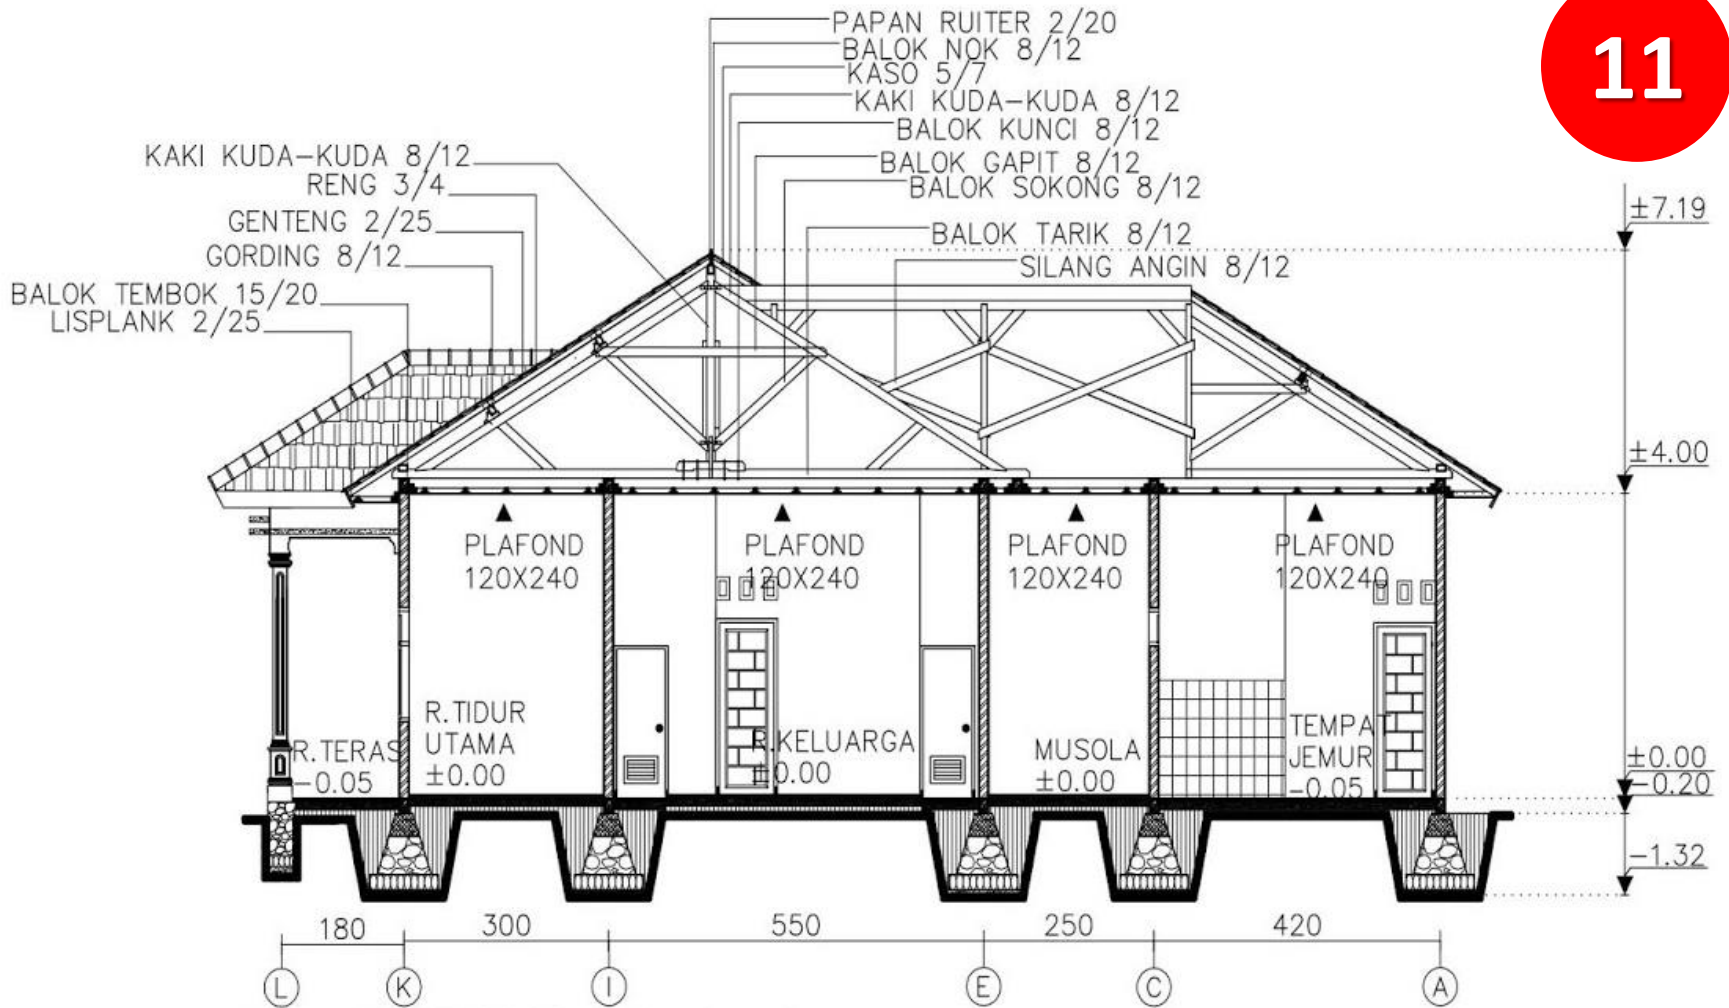 11
PAPAN RUITER 2/20
BALOK NOK 8/12
KASO 5/7
KAKI KUDA-KUDA 8/12
BALOK KUNCI 8/12
BALOK GAPIT 8/12
BALOK SOKONG 8/12
BALOK TARIK 8/12
SILANG ANGIN 8/12
KAKI KUDA-KUDA 8/12
RENG 3/4
GENTENG 2/25
GORDING 8/12
BALOK TEMBOK 15/20
LISPLANK 2/25
±7.19
±4.00
±0.00
-0.20
-1.32
PLAFOND
120X240
PLAFOND
120X240
PLAFOND
120X240
PLAFOND
120X240
R.TERAS
-0.05
R.TIDUR
UTAMA
±0.00
R.KELUARGA
±0.00
MUSOLA
±0.00
TEMPAT
JEMUR
-0.05
180
300
550
250
420
L
K
I
E
C
A